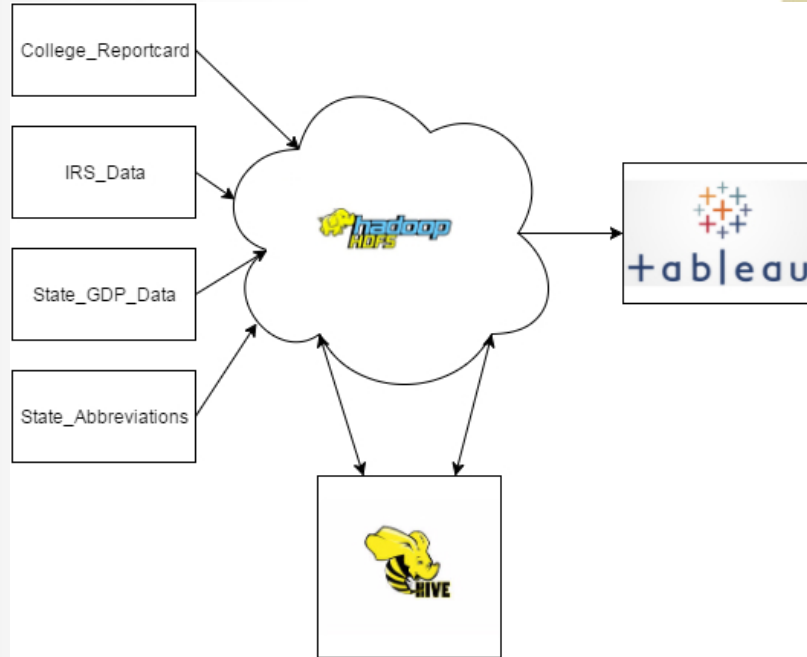 College_Reportcard
IRS_Data
State_GDP_Data
State_Abbreviations
hadoop
HDFS
+ableau
HIVE